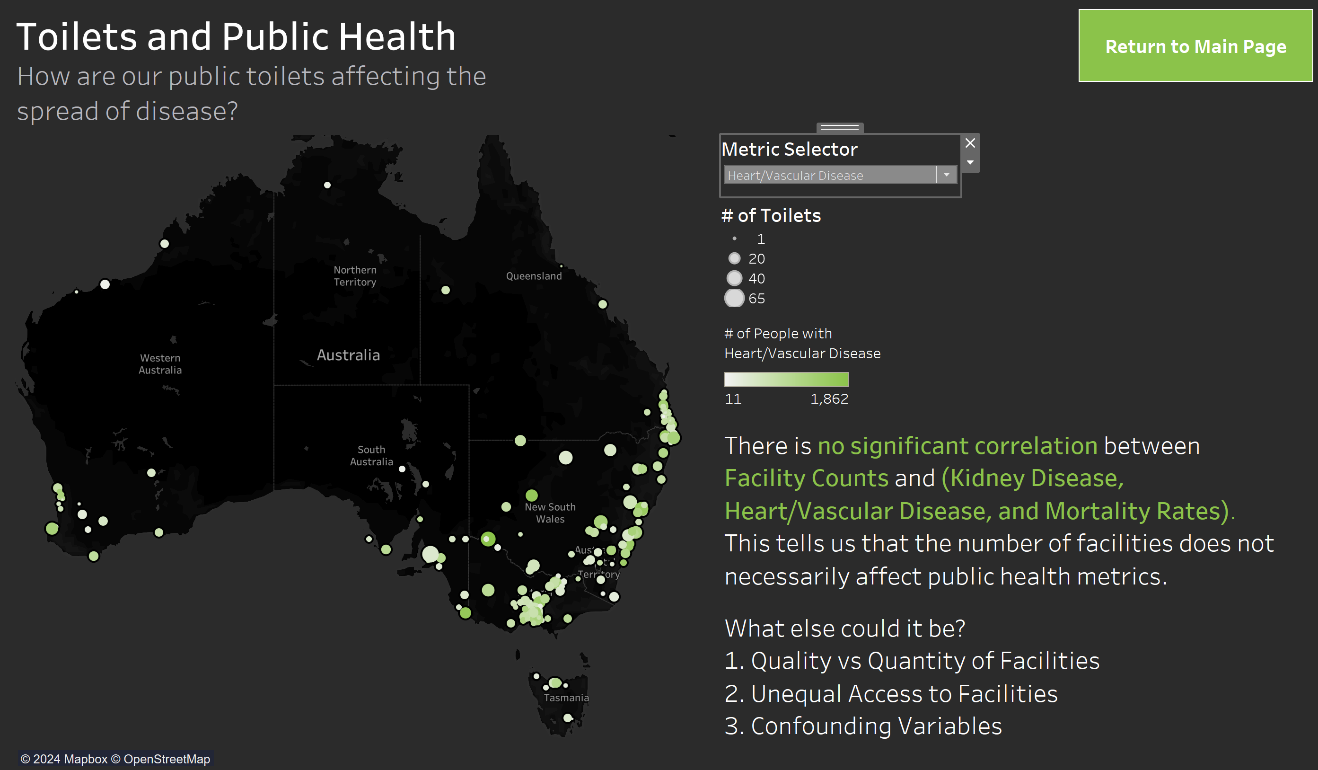 Toilets and Public Health
How are our public toilets affecting the
spread of disease?
Return to Main Page
Metric Selector
Heart/Vascular Disease
# of Toilets
1
20
40
65
# of People with
Heart/Vascular Disease
11 1,862
There is no significant correlation between
Facility Counts and (Kidney Disease,
Heart/Vascular Disease, and Mortality Rates).
This tells us that the number of facilities does not
necessarily affect public health metrics.
What else could it be?
1. Quality vs Quantity of Facilities
2. Unequal Access to Facilities
3. Confounding Variables
Northern
Territory
Queensland
Western
Australia
Australia
South
Australia
New South
Wales
Territory
Tasmania
© 2024 Mapbox © OpenStreetMap